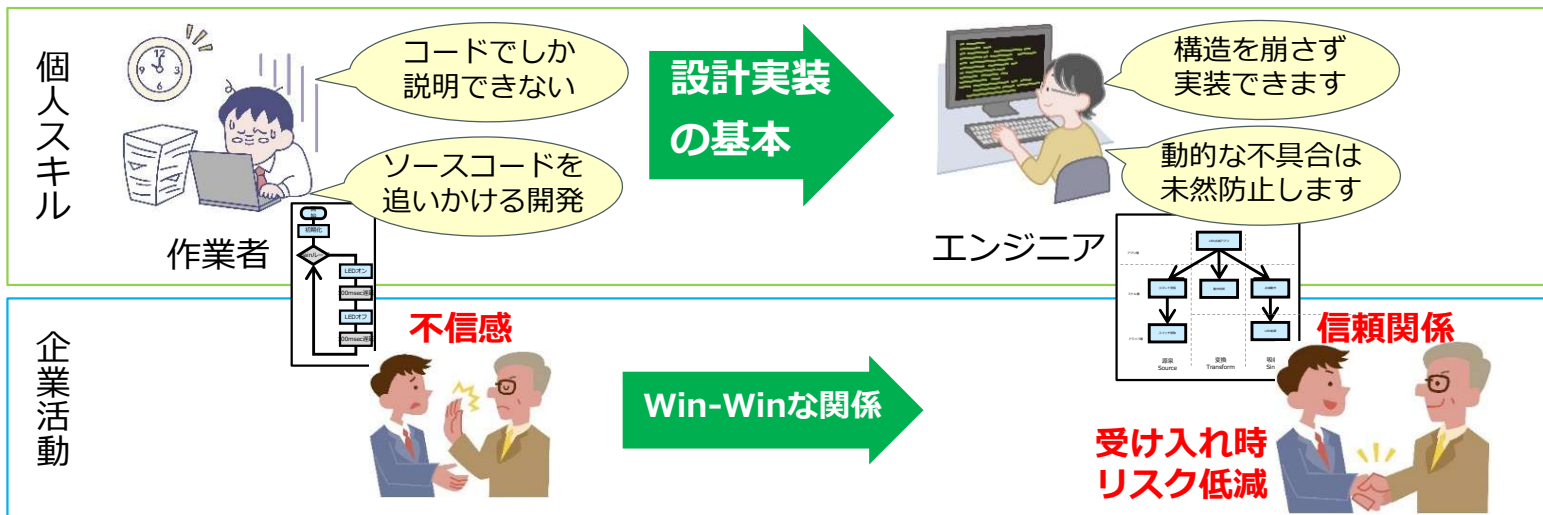 個人スキル
コードでしか
説明できない
ソースコードを
追いかける開発
作業者
設計実装
の基本
構造を崩さず
実装できます
動的な不具合は
未然防止します
エンジニア
初期化
LEDオン
LEDオフ
源泉
Source
変換
Transform
企業活動
不信感
Win-Winな関係
信頼関係
受け入れ時
リスク低減